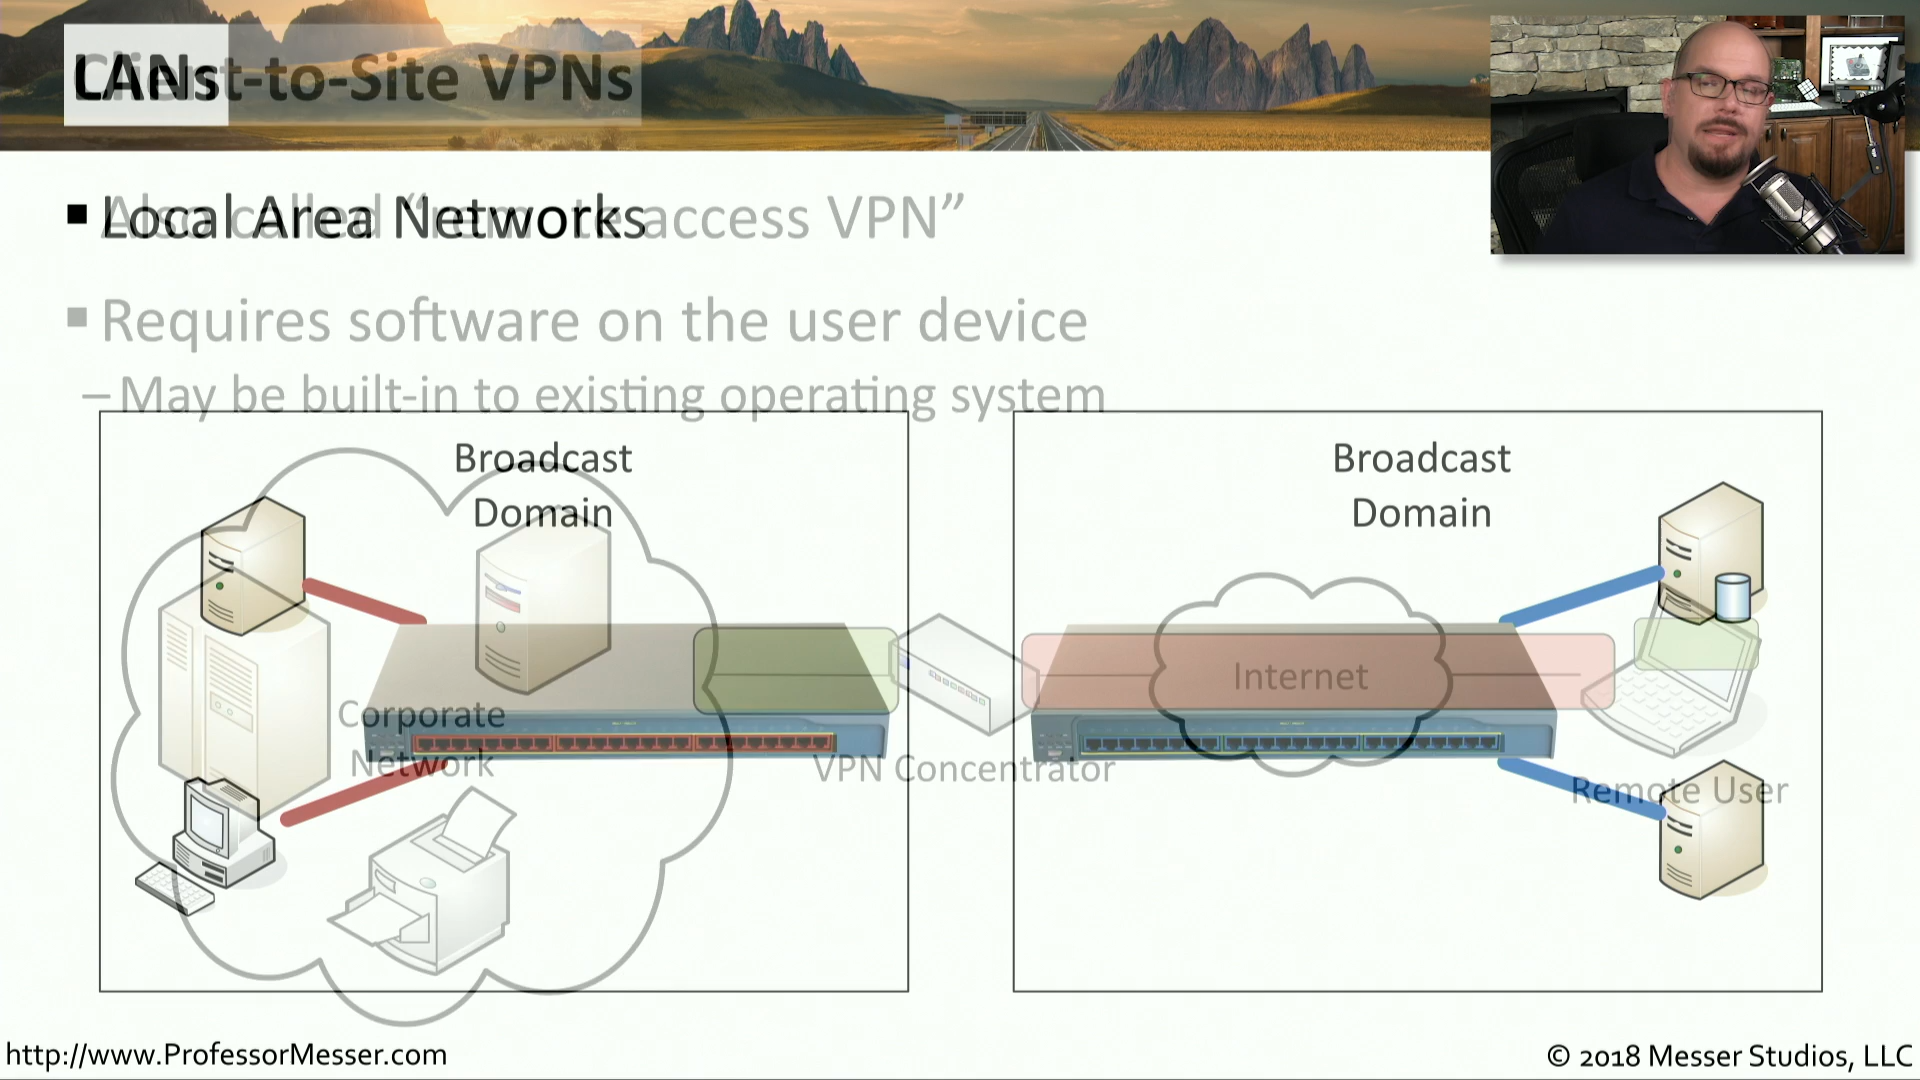 LANs
Client-to-Site VPNs
Local Area Networks
Also called “remote access VPN”
Requires software on the user device
– May be built-in to existing operating system
Broadcast
Domain
Broadcast
Domain
Internet
Corporate
Network
VPN Concentrator
Remote User
http://www.ProfessorMesser.com
© 2018 Messer Studios, LLC